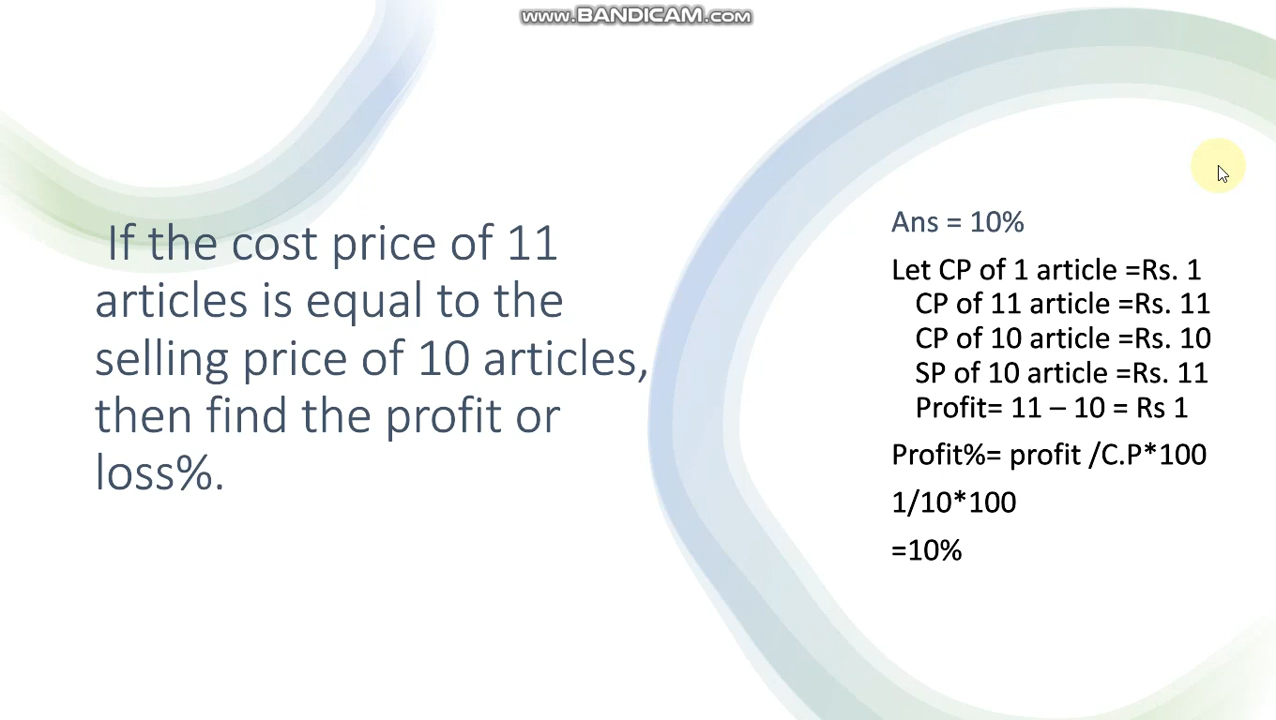 www.BANDICAM.com
If the cost price of 11
articles is equal to the
selling price of 10 articles,
then find the profit or
loss%.
Ans = 10%
Let CP of 1 article =Rs. 1
CP of 11 article =Rs. 11
CP of 10 article =Rs. 10
SP of 10 article =Rs. 11
Profit= 11 – 10 = Rs 1
Profit%= profit /C.P*100
1/10*100
=10%